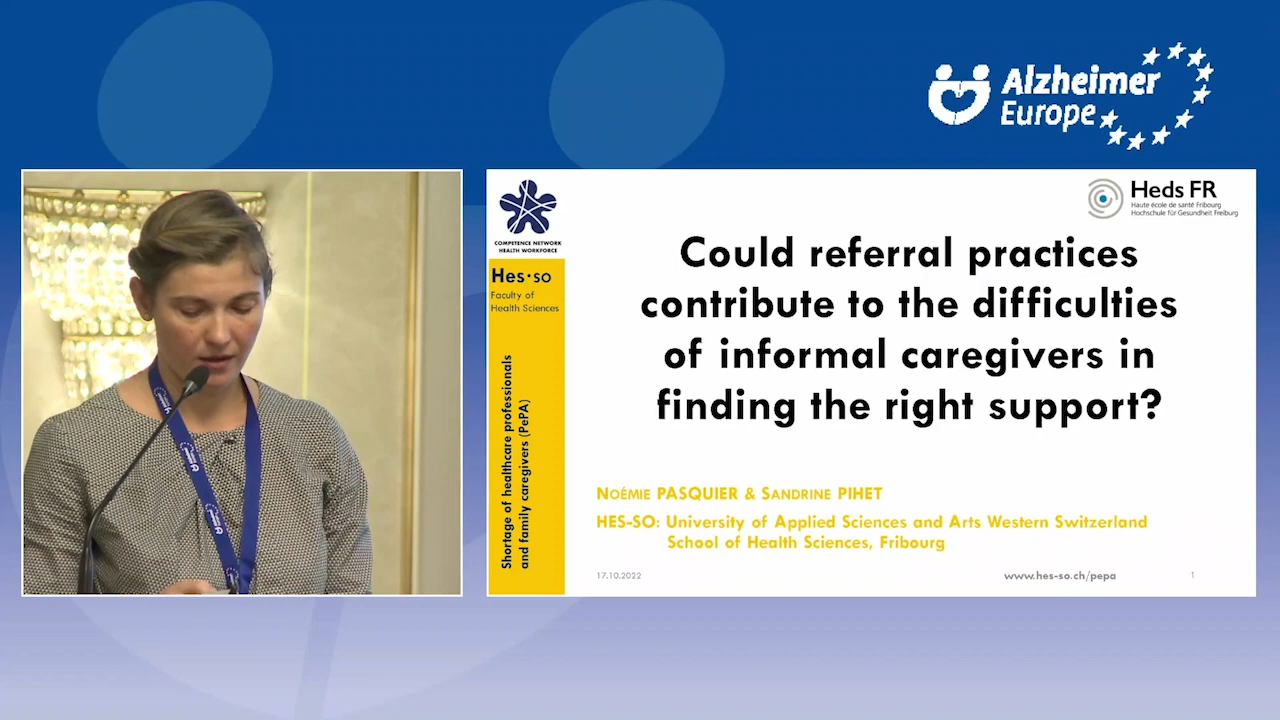 Alzheimer
Europe
COMPETENCE NETWORK
HEALTH WORKFORCE
Hes·so
Faculty of
Health Sciences
Shortage of healthcare professionals
and family caregivers (PePA)
Heds FR
Haute école de santé Fribourg
Hochschule für Gesundheit Freiburg
Could referral practices
contribute to the difficulties
of informal caregivers in
finding the right support?
NOÉMIE PASQUIER & SANDRINE PIHET
HES-SO: University of Applied Sciences and Arts Western Switzerland
School of Health Sciences, Fribourg
17.10.2022
www.hes-so.ch/pepa
1